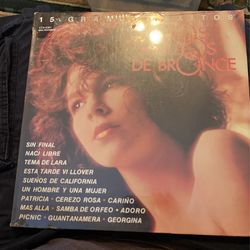 15 GRANDES EXITOS
DE BRONCE
SIN FINAL
NACI LIBRE
TEMA DE LARA
ESTA TARDE VI LLOVER
SUEÑOS DE CALIFORNIA
UN HOMBRE Y UNA MUJER
PATRICIA - CEREZO ROSA - CARIÑO
MAS ALLA - SAMBA DE ORFEO - ADORO
PICNIC - GUANTANAMERA - GEORGINA